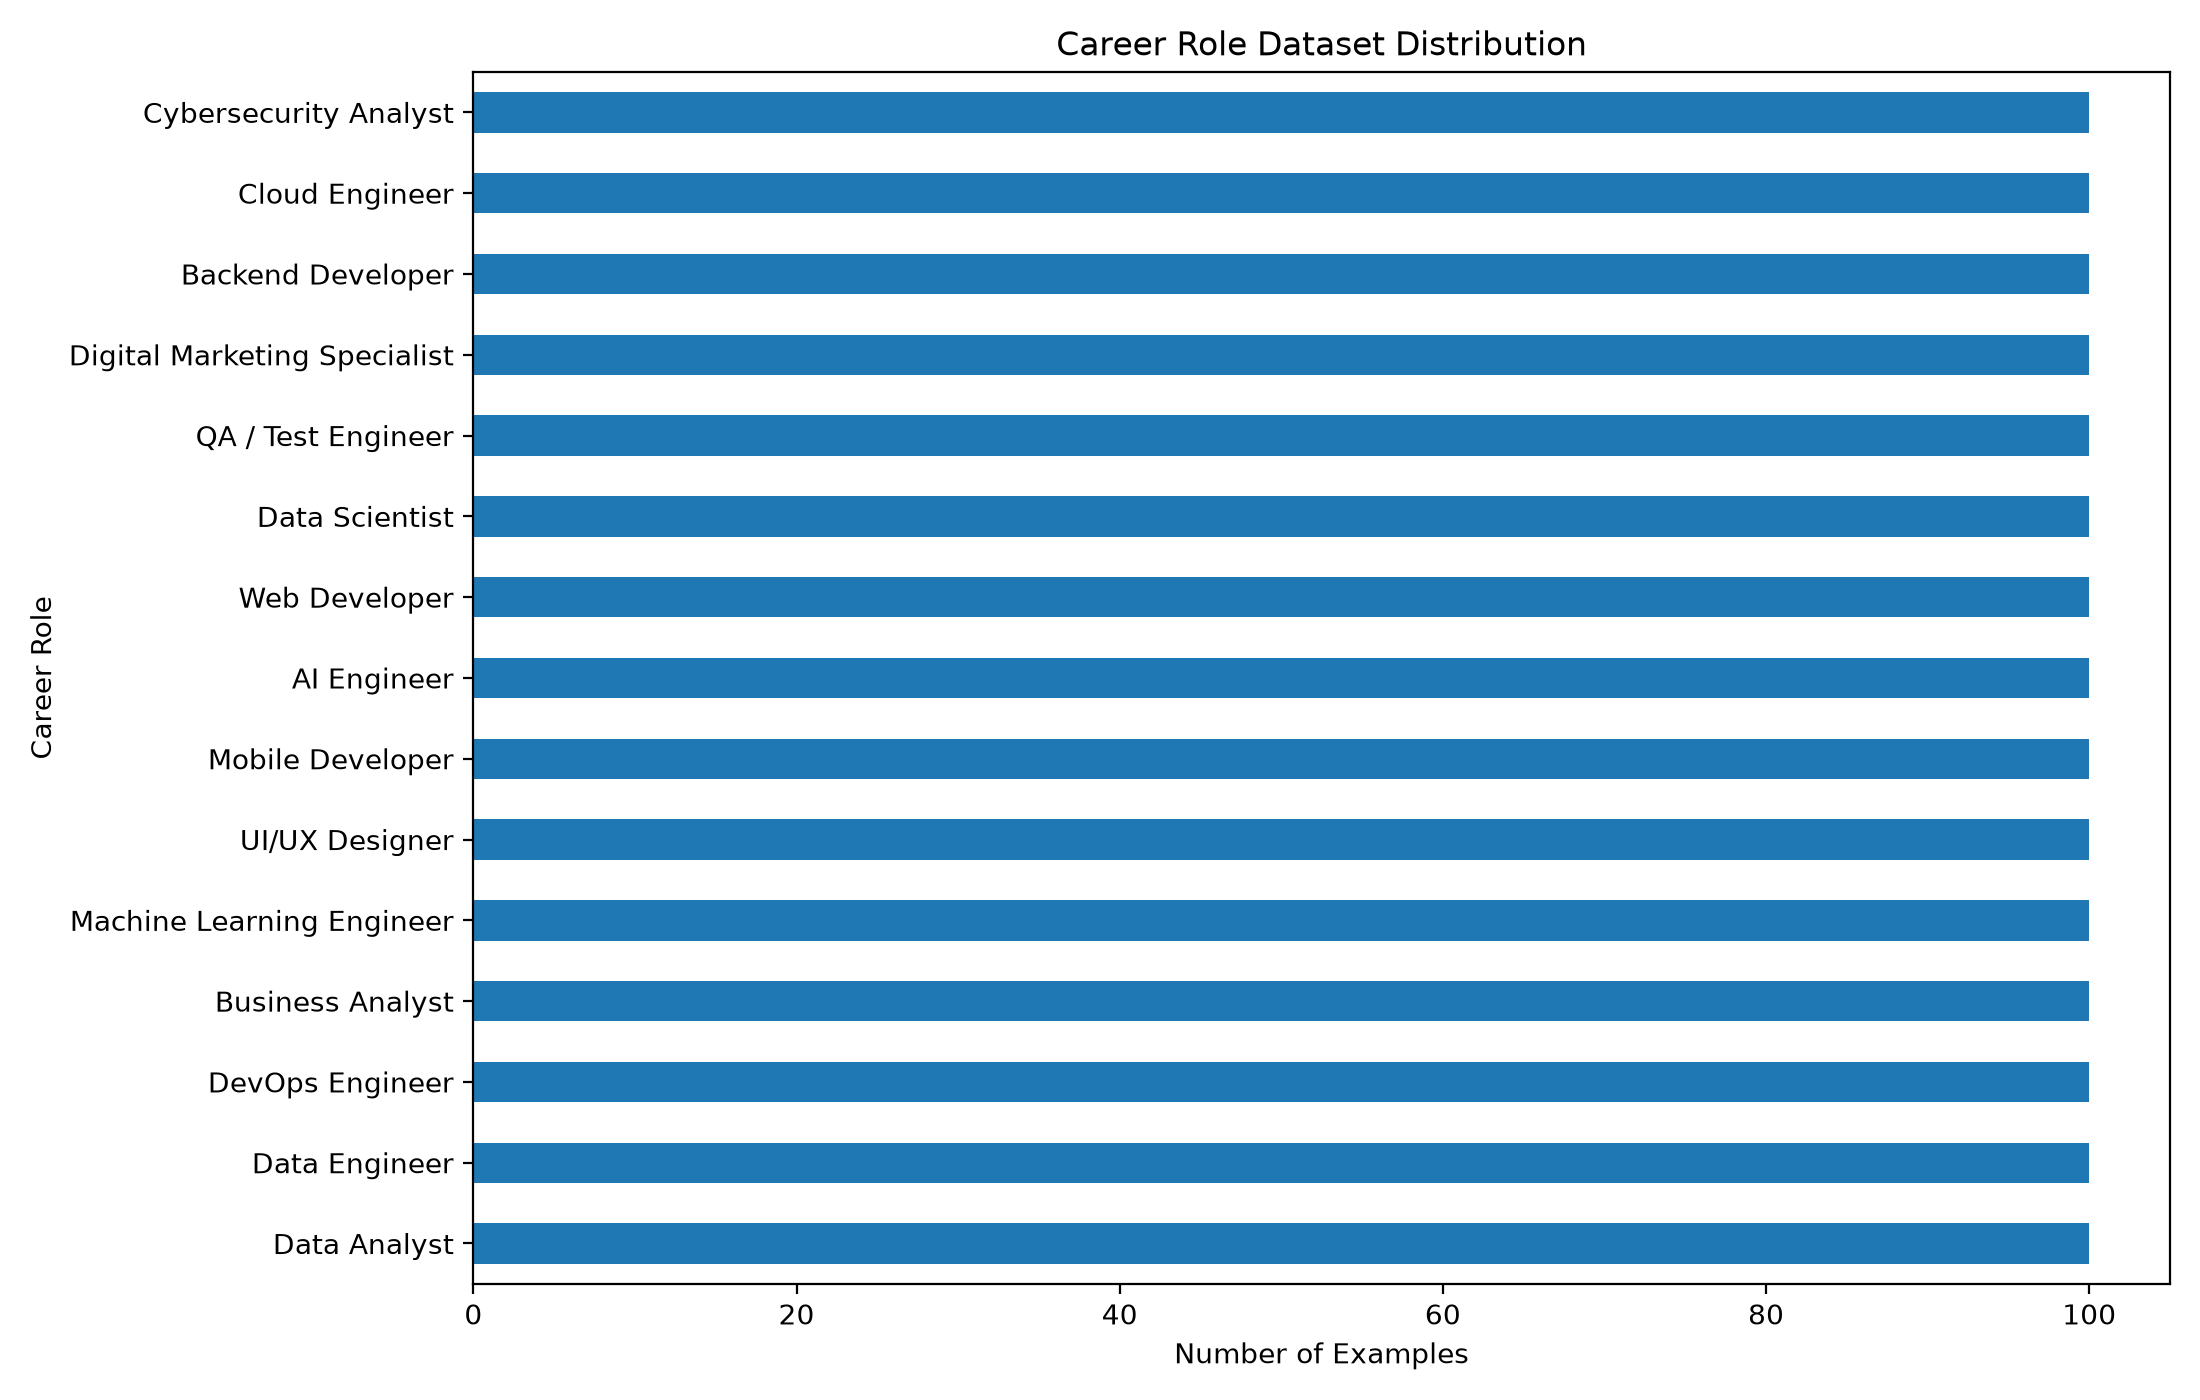 Career Role Dataset Distribution
Cybersecurity Analyst
Cloud Engineer
Backend Developer
Digital Marketing Specialist
QA / Test Engineer
Data Scientist
Web Developer
AI Engineer
Mobile Developer
UI/UX Designer
Machine Learning Engineer
Business Analyst
DevOps Engineer
Data Engineer
Data Analyst
Career Role
0 20 40 60 80 100
Number of Examples